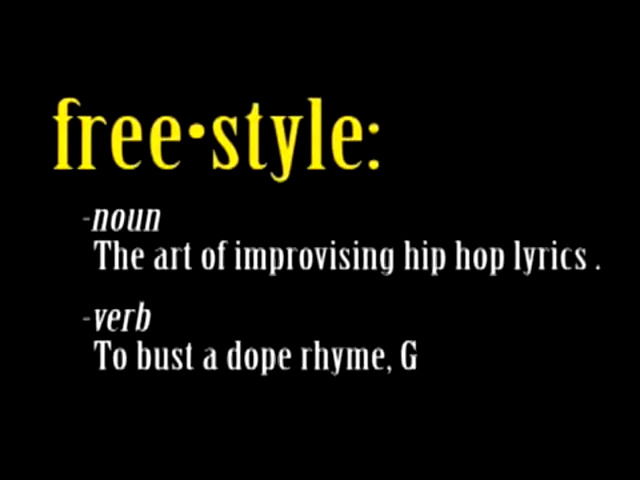 free•style:
-noun
The art of improvising hip hop lyrics .
-verb
To bust a dope rhyme, G